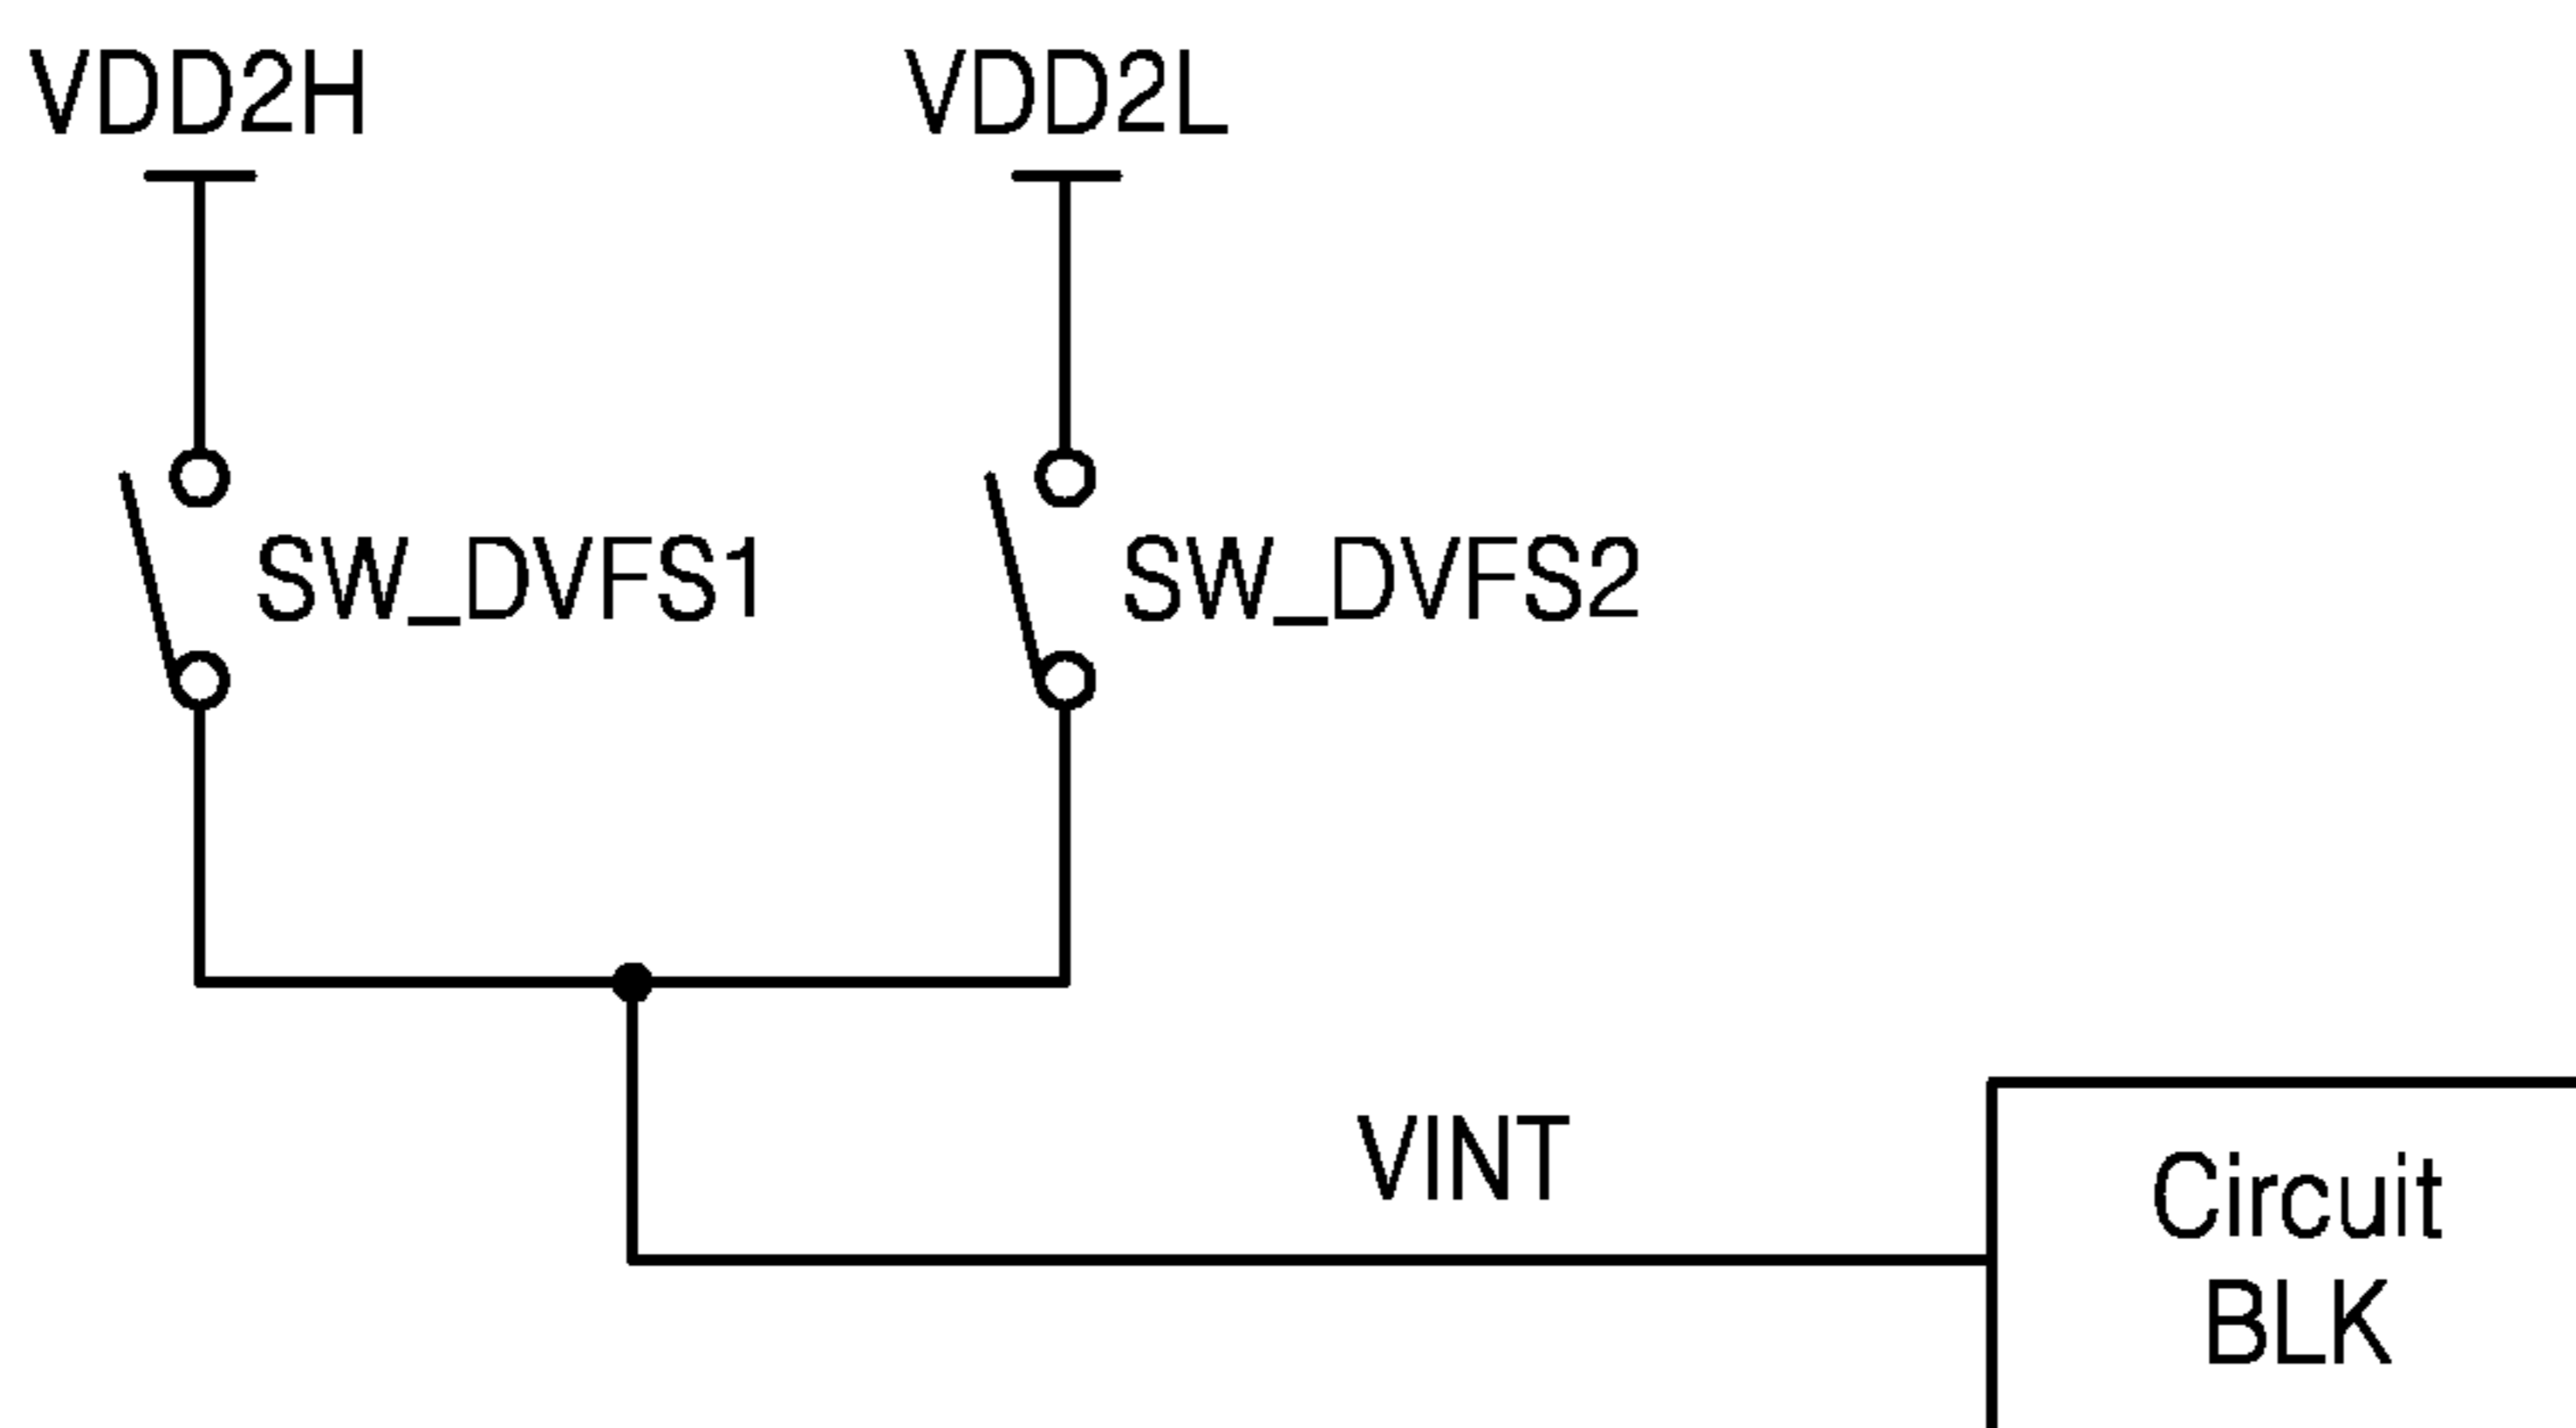 VDD2H
VDD2L
SW_DVFS1
SW_DVFS2
VINT
Circuit
BLK